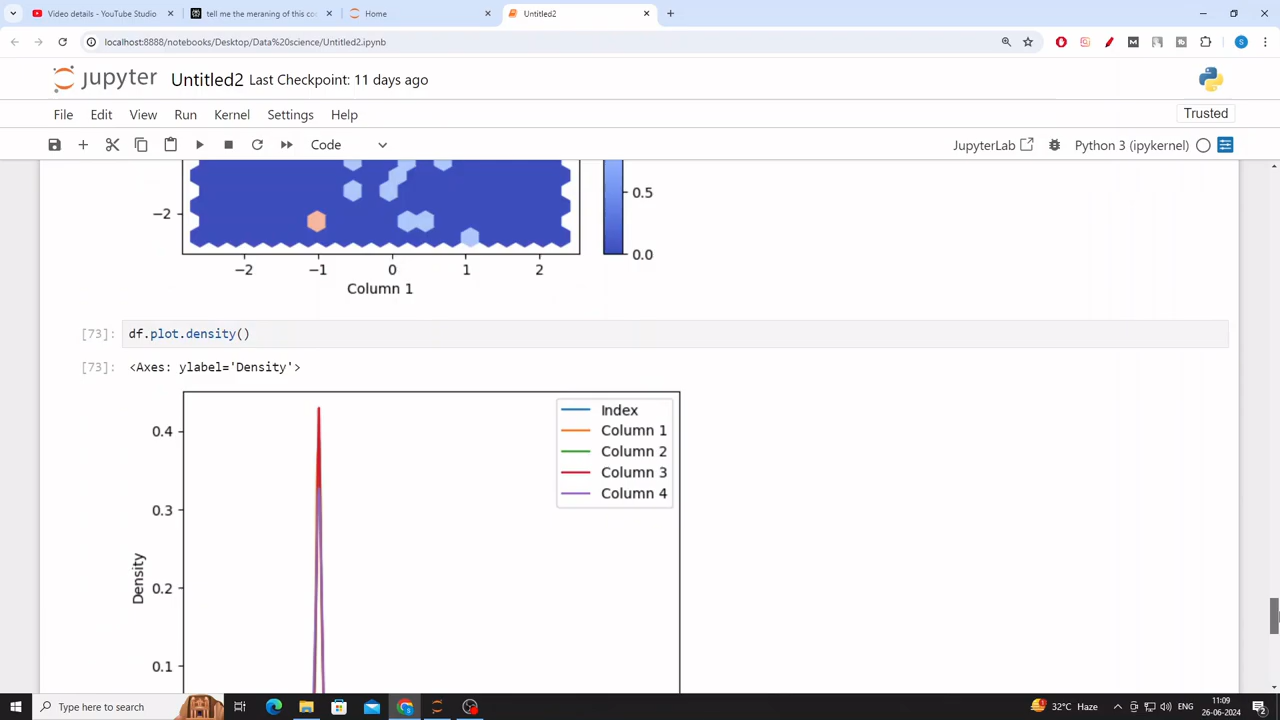 Video details - YouTube Studio
tell me the meraning of this co
Home
Untitled2
localhost:8888/notebooks/Desktop/Data%20science/Untitled2.ipynb
S
jupyter Untitled2 Last Checkpoint: 11 days ago
File Edit View Run Kernel Settings Help
Trusted
Code
JupyterLab
Python 3 (ipykernel)
−2
0.5
0.0
−2 −1 0 1 2
Column 1
[73]: df.plot.density()
[73]: <Axes: ylabel='Density'>
Index
Column 1
Column 2
Column 3
Column 4
0.4
0.3
0.2
0.1
Density
Type here to search
32°C Haze
ENG
11:09
26-06-2024
2